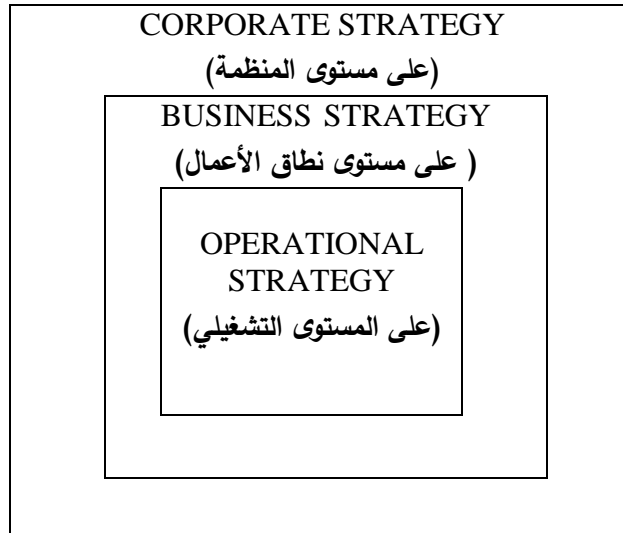 CORPORATE STRATEGY
(على مستوى المنظمة)
BUSINESS STRATEGY
( على مستوى نطاق الأعمال)
OPERATIONAL
STRATEGY
(على المستوى التشغيلي)